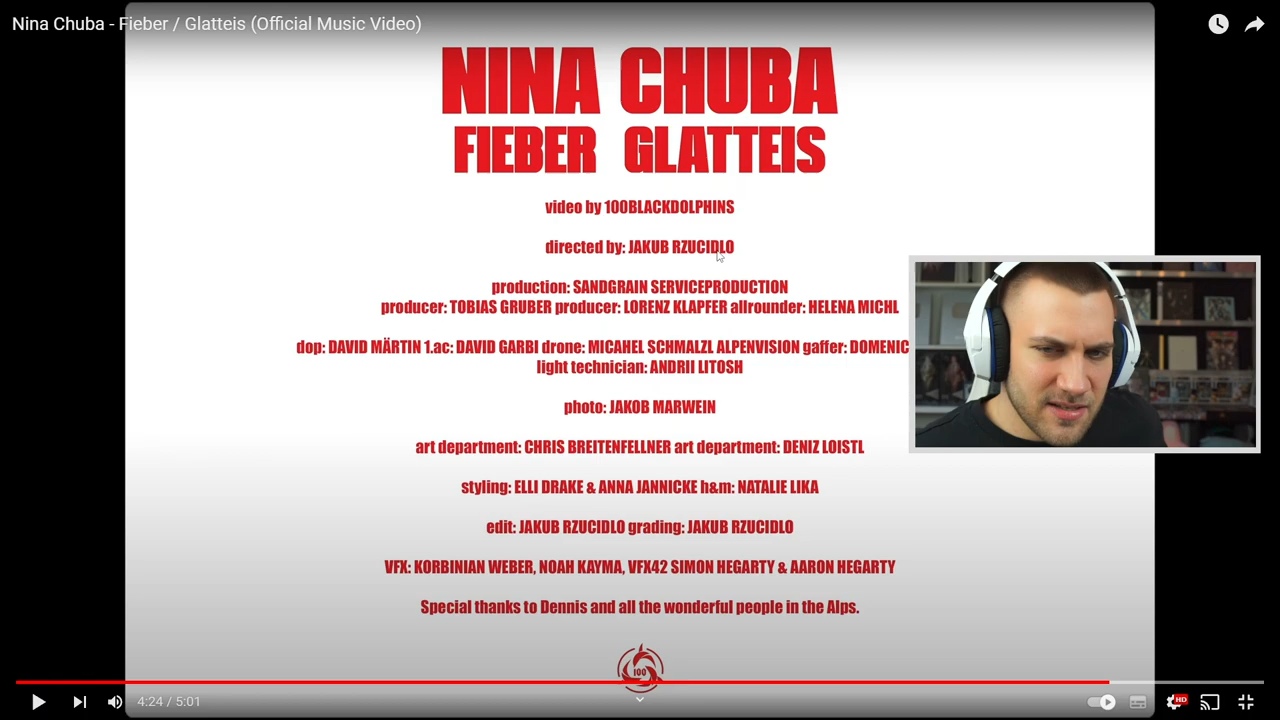 Nina Chuba - Fieber / Glatteis (Official Music Video)
NINA CHUBA
FIEBER GLATTEIS
video by 100BLACKDOLPHINS
directed by: JAKUB RZUCIDLO
production: SANDGRAIN SERVICEPRODUCTION
producer: TOBIAS GRUBER producer: LORENZ KLAPFER allrounder: HELENA MICHL
dop: DAVID MÄRTIN 1.ac: DAVID GARBI drone: MICAHEL SCHMALZL ALPENVISION gaffer: DOMENIC
light technician: ANDRII LITOSH
photo: JAKOB MARWEIN
art department: CHRIS BREITENFELLNER art department: DENIZ LOISTL
styling: ELLI DRAKE & ANNA JANNICKE h&m: NATALIE LIKA
edit: JAKUB RZUCIDLO grading: JAKUB RZUCIDLO
VFX: KORBINIAN WEBER, NOAH KAYMA, VFX42 SIMON HEGARTY & AARON HEGARTY
Special thanks to Dennis and all the wonderful people in the Alps.
100
4:24 / 5:01
HD